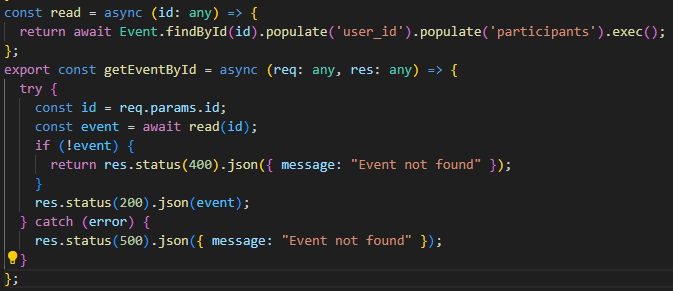 const read = async (id: any) => {
  return await Event.findById(id).populate('user_id').populate('participants').exec();
};
export const getEventById = async (req: any, res: any) => {
  try {
    const id = req.params.id;
    const event = await read(id);
    if (!event) {
      return res.status(400).json({ message: "Event not found" });
    }
    res.status(200).json(event);
  } catch (error) {
    res.status(500).json({ message: "Event not found" });
  }
};